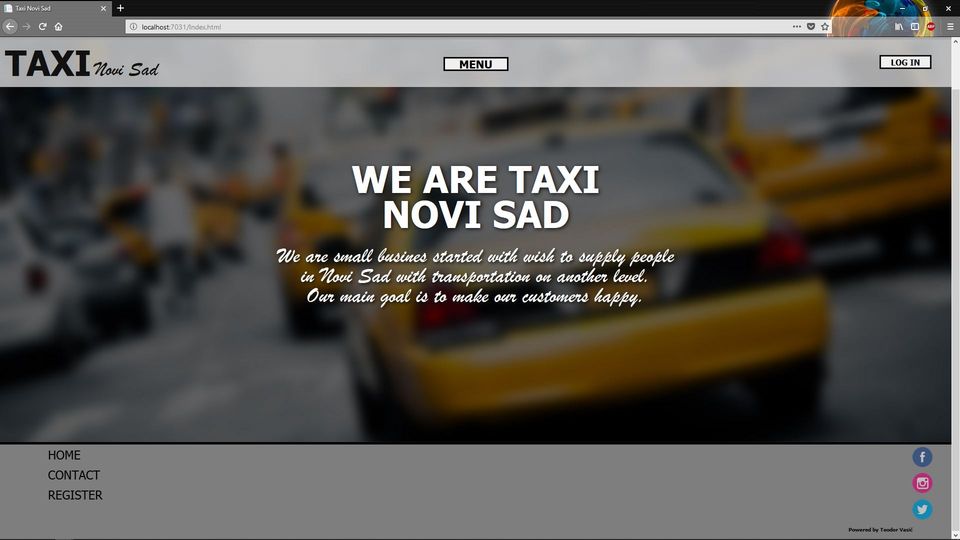 Taxi Novi Sad
localhost:7031/Index.html
TAXI Novi Sad
MENU
LOG IN
WE ARE TAXI
NOVI SAD
We are small busines started with wish to supply people
in Novi Sad with transportation on another level.
Our main goal is to make our customers happy.
HOME
CONTACT
REGISTER
Powered by Teodor Vasić